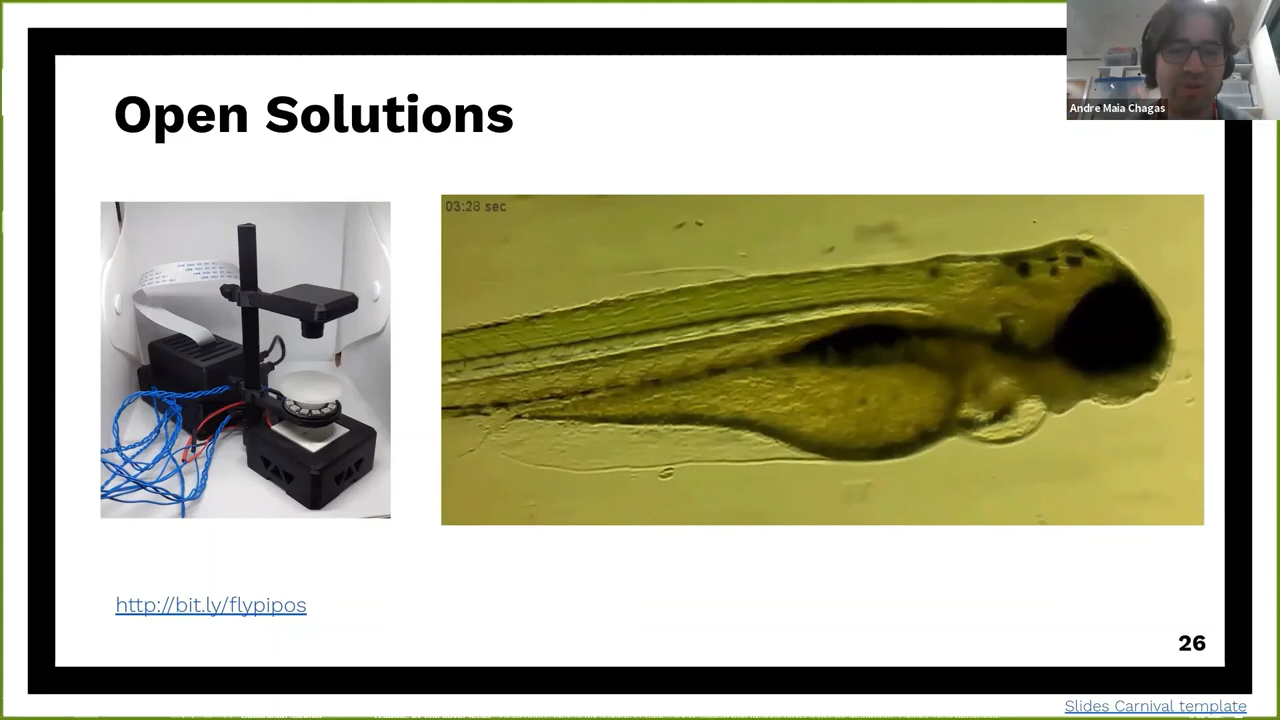 Andre Maia Chagas
Open Solutions
03:28 sec
http://bit.ly/flypipos
26
Slides Carnival template